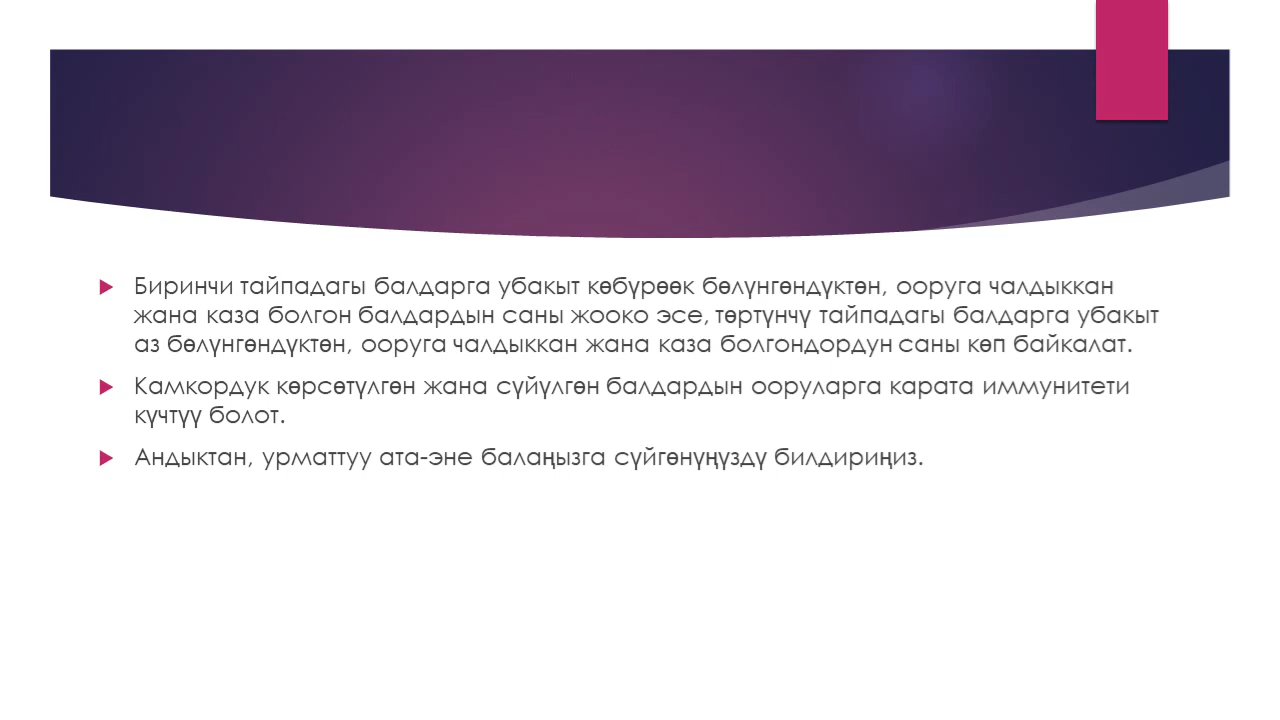 Биринчи тайпадагы балдарга убакыт көбүрөөк бөлүнгөндүктөн, ооруга чалдыккан
жана каза болгон балдардын саны жооко эсе, төртүнчү тайпадагы балдарга убакыт
аз бөлүнгөндүктөн, ооруга чалдыккан жана каза болгондордун саны көп байкалат.
Камкордук көрсөтүлгөн жана сүйүлгөн балдардын ооруларга карата иммунитети
күчтүү болот.
Андыктан, урматтуу ата-эне балаңызга сүйгөнүңүздү билдириңиз.